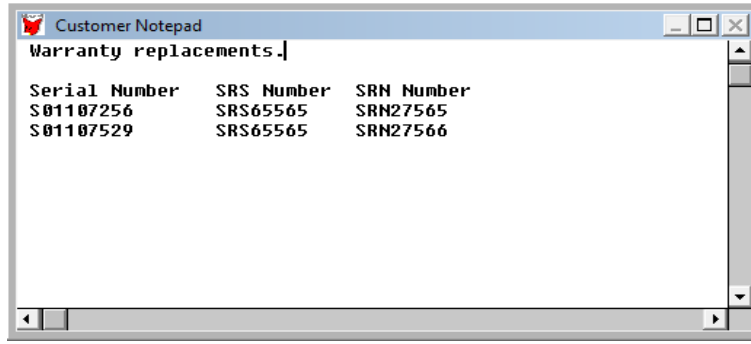 Customer Notepad
Warranty replacements.
Serial Number SRS Number SRN Number
S01107256 SRS65565 SRN27565
S01107529 SRS65565 SRN27566